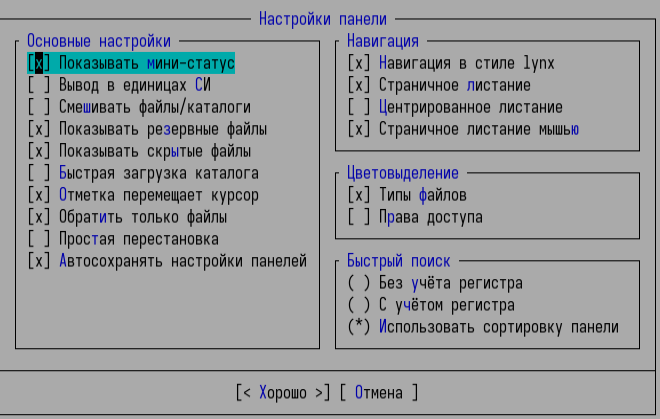 Настройки панели
Основные настройки
[x] Показывать мини-статус
[ ] Вывод в единицах СИ
[ ] Смешивать файлы/каталоги
[x] Показывать резервные файлы
[x] Показывать скрытые файлы
[ ] Быстрая загрузка каталога
[x] Отметка перемещает курсор
[x] Обратить только файлы
[ ] Простая перестановка
[x] Автосохранять настройки панелей
Навигация
[x] Навигация в стиле lynx
[x] Страничное листание
[ ] Центрированное листание
[x] Страничное листание мышью
Цветовыделение
[x] Типы файлов
[ ] Права доступа
Быстрый поиск
( ) Без учёта регистра
( ) С учётом регистра
(*) Использовать сортировку панели
[< Хорошо >] [ Отмена ]